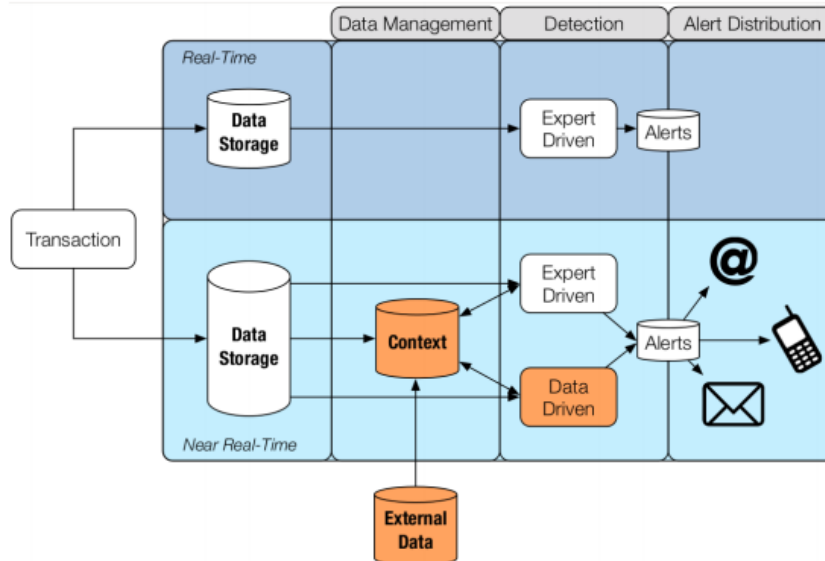 Data Management
Detection
Alert Distribution
Real-Time
Data
Storage
Expert
Driven
Alerts
Transaction
Data
Storage
Context
Expert
Driven
Data
Driven
Alerts
@
Near Real-Time
External
Data